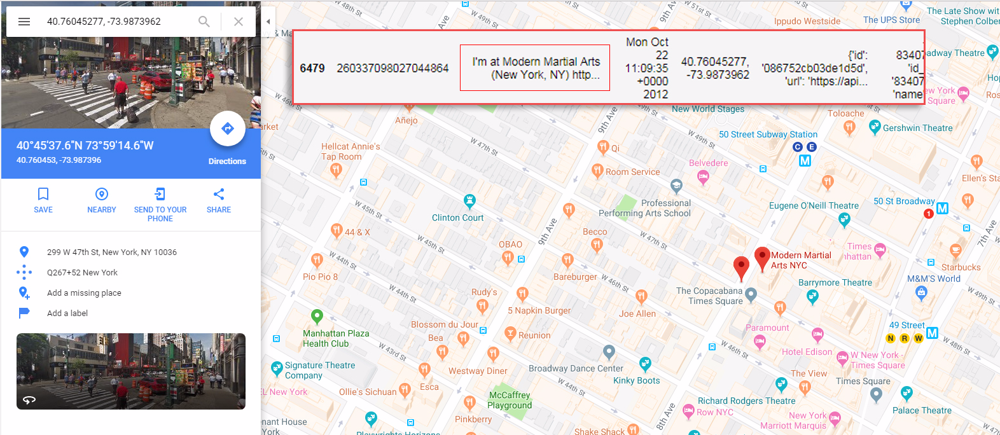 40.76045277, -73.9873962
40°45'37.6"N 73°59'14.6"W
40.760453, -73.987396
Directions
SAVE
NEARBY
SEND TO YOUR
PHONE
SHARE
299 W 47th St, New York, NY 10036
Q267+52 New York
Add a missing place
Add a label
6479
260337098027044864
I'm at Modern Martial Arts
(New York, NY) http...
Mon Oct
22
11:09:35
+0000
2012
40.76045277,
-73.9873962
{'id':
'086752cb03de1d5d',
'url': 'https://api...
83407
'id_
'83407
'name
W 51st St
9th Ave
Ippudo Westside
The UPS Store
The Late Show wit
Stephen Colber
adway Theatre
ew York
Square
Añejo
New World Stages
Toloache
Gershwin Theatre
50 Street Subway Station
C E
M
arket
Hellcat Annie's
Tap Room
W 47th St
9th Ave
W 49th St
Qi
Room Service
Belvedere
Ellen's Sta
W 48th St
Professional
Performing Arts School
Eugene O'Neill Theatre
50 St Broadway
1
M
W 45th St
Clinton Court
9th Ave
7th Ave
44 & X
W 45th St
OBAO
Becco
W 47th St
Times
hattan
Modern Martial
Arts NYC
Starbucks
Pio Pio 8
Bareburger
W 46th St
Barrymore Theatre
M&M'S World
W 44th St
Rudy's
The Copacabana
Times Square
W 49th St
5 Napkin Burger
Joe Allen
Manhattan Plaza
Health Club
Blossom du Jour
Bea
Reunion
Paramount
49 Street
N R W
M
W 43rd St
Hotel Edison
W 46th St
W 48th St
Signature Theatre
Company
Westway Diner
Broadway Dance Center
Kinky Boots
W New York -
Times Square
The View
Times Square
EL New York
Ollie's Sichuan
Esca
W 44th St
McCaffrey
Playground
Richard Rodgers Theatre
Palace Theatre
Row NYC
8th Ave
New York
Marriott Marquis
Pinkberry
enant House
York
Playwrights Horizons
Shake Shack
W 45th St
W 47th St